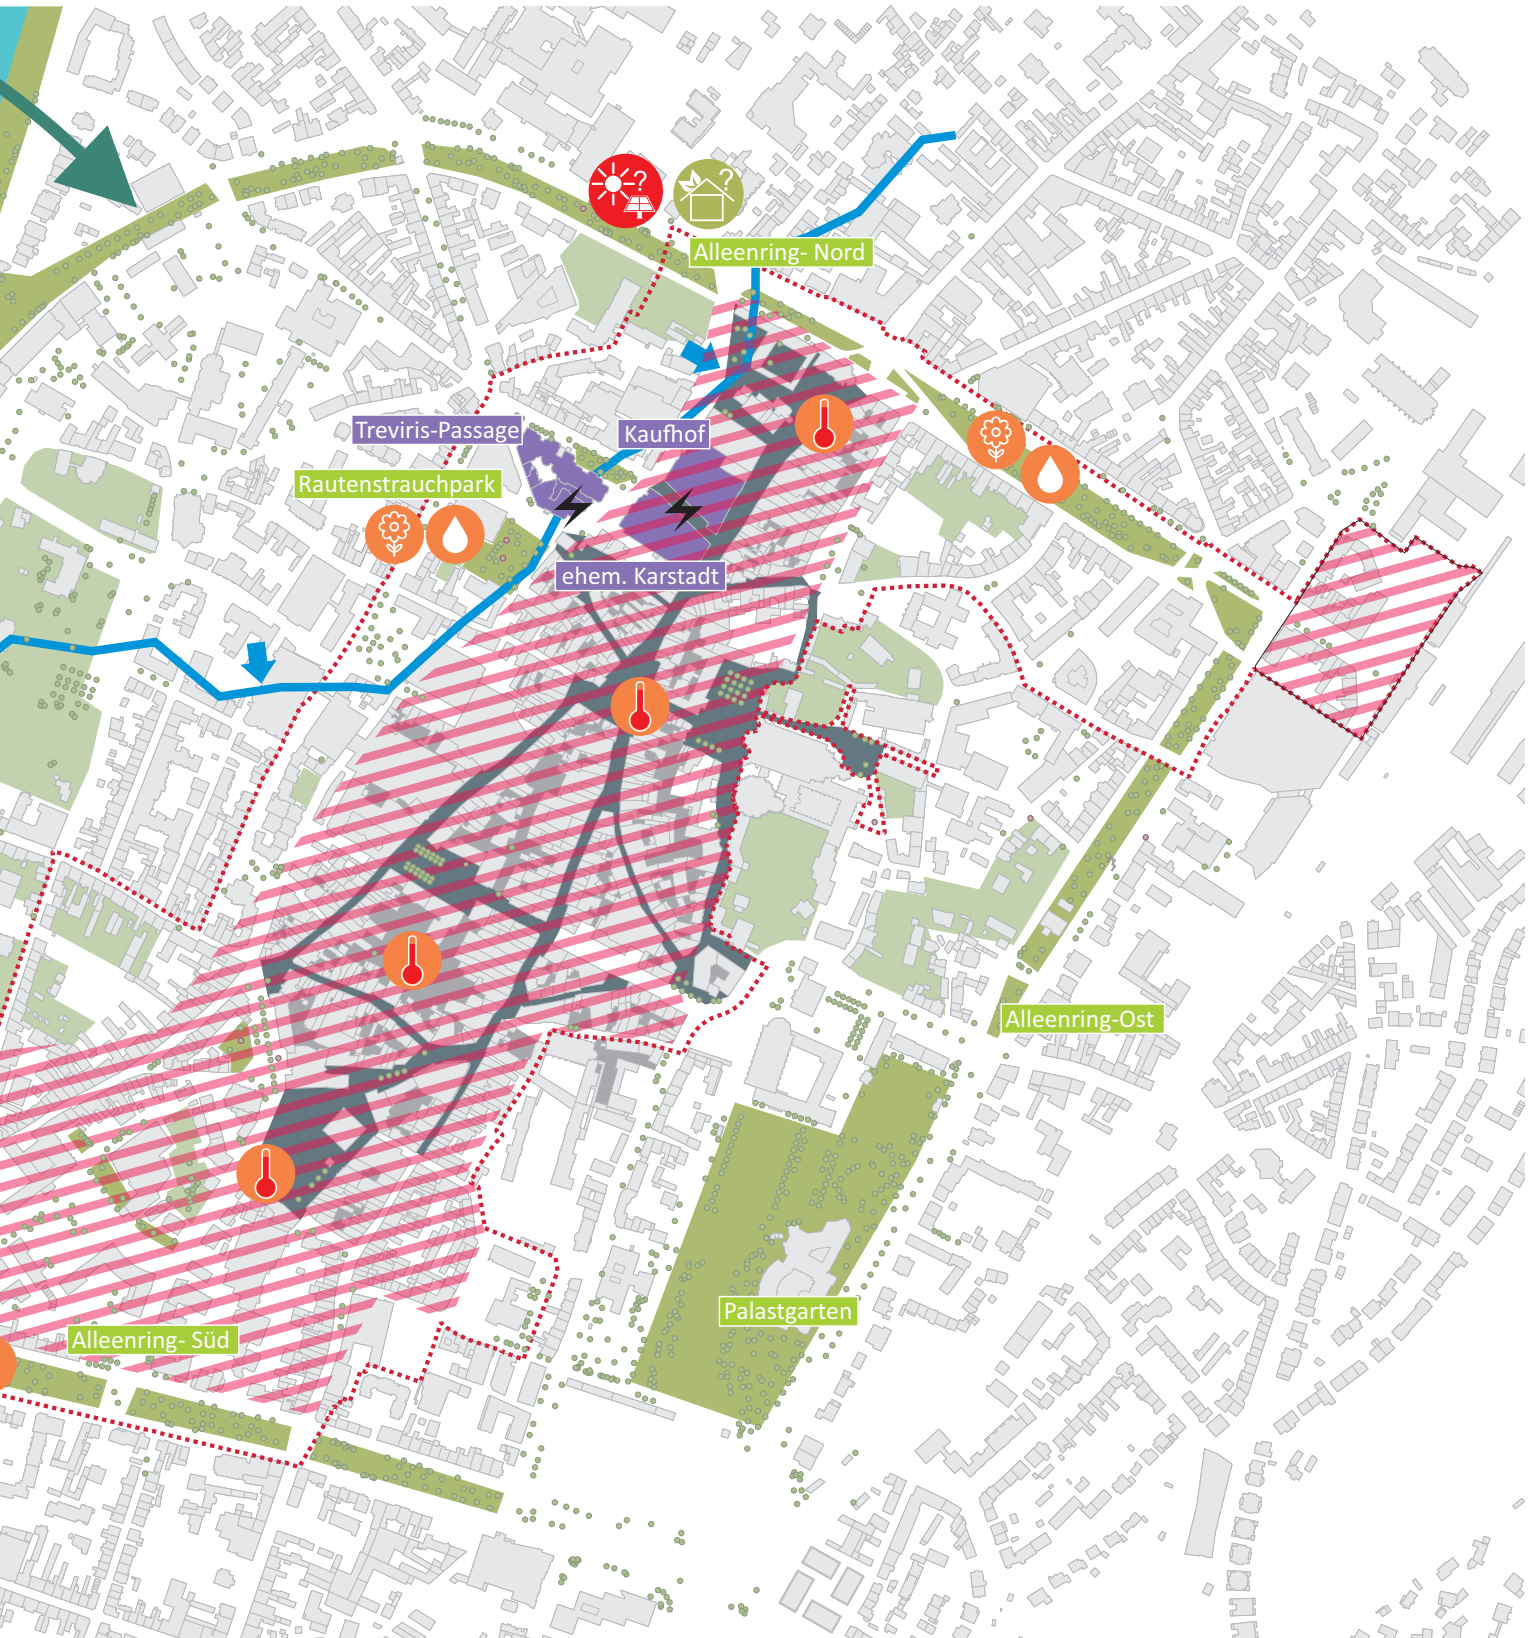 Alleenring- Nord
Treviris-Passage
Kaufhof
Rautenstrauchpark
ehem. Karstadt
Alleenring-Ost
Palastgarten
Alleenring- Süd